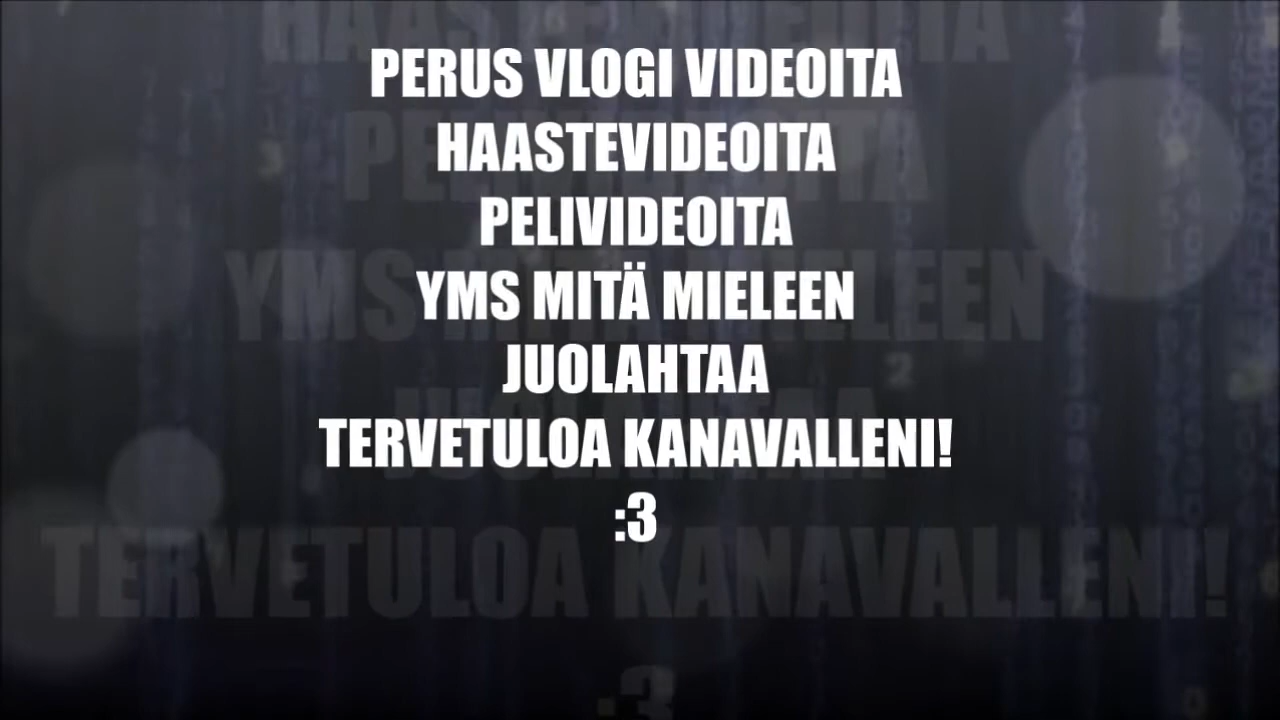 PERUS VLOGI VIDEOITA
HAASTEVIDEOITA
PELIVIDEOITA
YMS MITÄ MIELEEN
JUOLAHTAA
TERVETULOA KANAVALLENI!
:3